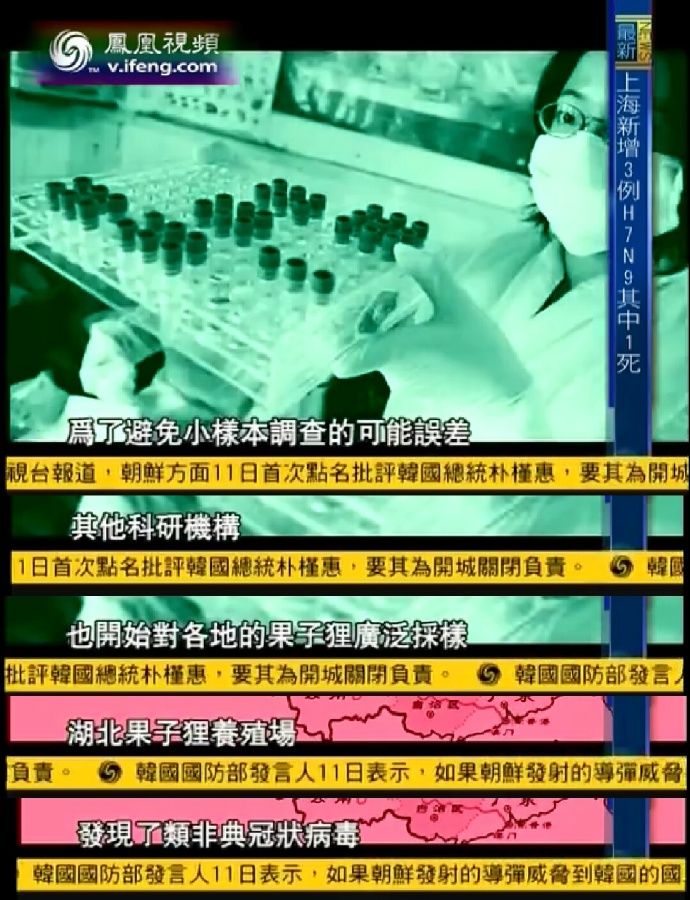 鳳凰視頻
v.ifeng.com
TM
最新
NEWS
上海新增3例H7N9其中1死
爲了避免小樣本調查的可能誤差
視台報道，朝鮮方面11日首次點名批評韓國總統朴槿惠，要其為開城
其他科研機構
1日首次點名批評韓國總統朴槿惠，要其為開城關閉負責。 韓國
也開始對各地的果子狸廣泛採樣
批評韓國總統朴槿惠，要其為開城關閉負責。 韓國國防部發言人
自治区
湖北果子狸養殖場
負責。 韓國國防部發言人11日表示，如果朝鮮發射的導彈威脅
自治区
發現了類非典冠狀病毒
韓國國防部發言人11日表示，如果朝鮮發射的導彈威脅到韓國的國